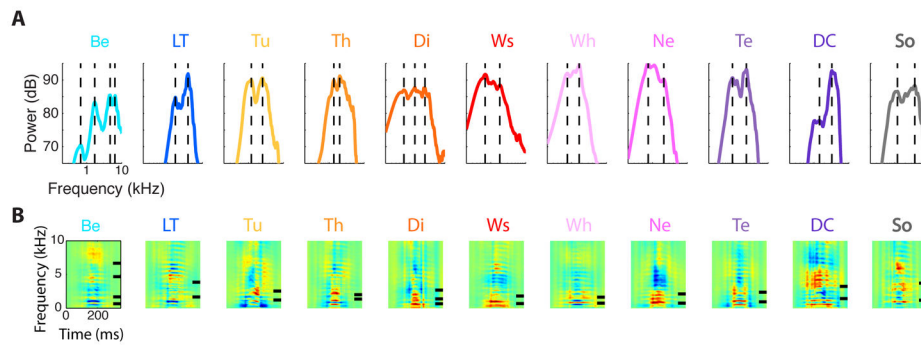 A
Be LT Tu Th Di Ws Wh Ne Te DC So
Power (dB)
90
80
70
1 10
Frequency (kHz)
B
Be LT Tu Th Di Ws Wh Ne Te DC So
Frequency (kHz)
10
5
0
0 200
Time (ms)